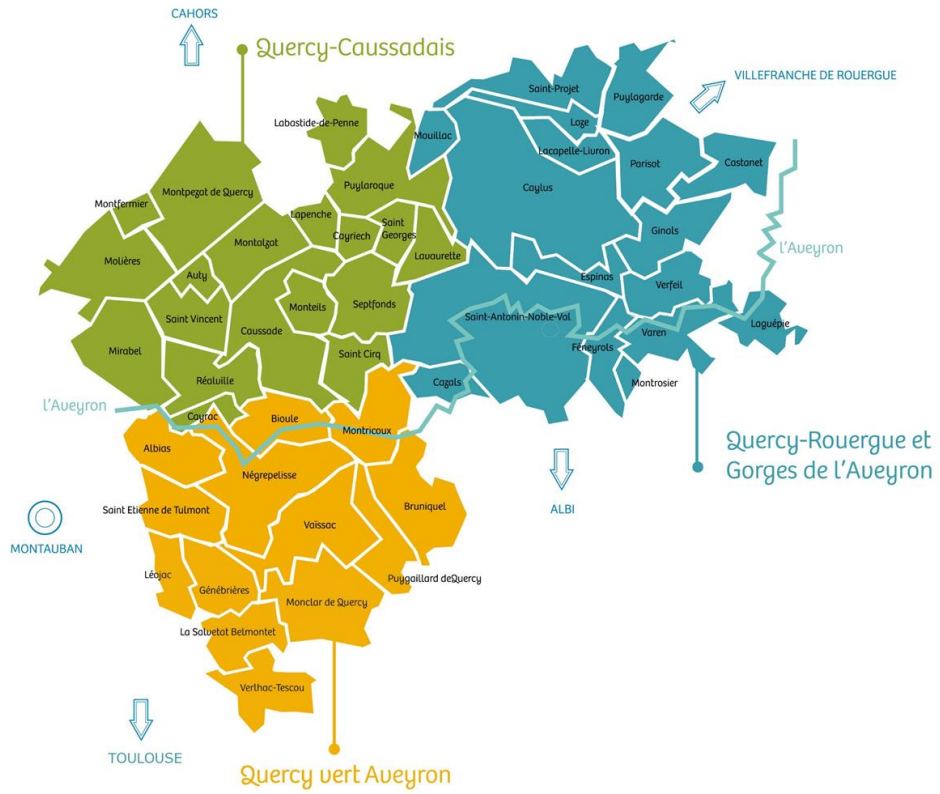 CAHORS
Quercy-Caussadais
VILLEFRANCHE DE ROUERGUE
Saint-Projet
Puylagarde
Labastide-de-Penne
Loze
Mouillac
Lacapelle-Livron
Parisot
Castanet
Puylaroque
Caylus
Montpezat de Quercy
Montfermier
Lapenche
Saint
Georges
Cayriech
Ginals
Montalzat
l'Aveyron
Lavaurette
Molières
Auty
Espinas
Verfeil
Monteils
Septfonds
Saint Vincent
Saint-Antonin-Noble-Val
Laguépie
Caussade
Varen
Mirabel
Saint Cirq
Féneyrols
Réalville
Cazals
Montrosier
l'Aveyron
Cayrac
Bioule
Montricoux
Quercy-Rouergue et
Gorges de l'Aveyron
Albias
Négrepelisse
Saint Etienne de Tulmont
Vaïssac
Bruniquel
ALBI
MONTAUBAN
Léojac
Génébrières
Puygaillard deQuercy
Monclar de Quercy
La Salvetat Belmontet
Verlhac-Tescou
TOULOUSE
Quercy vert Aveyron